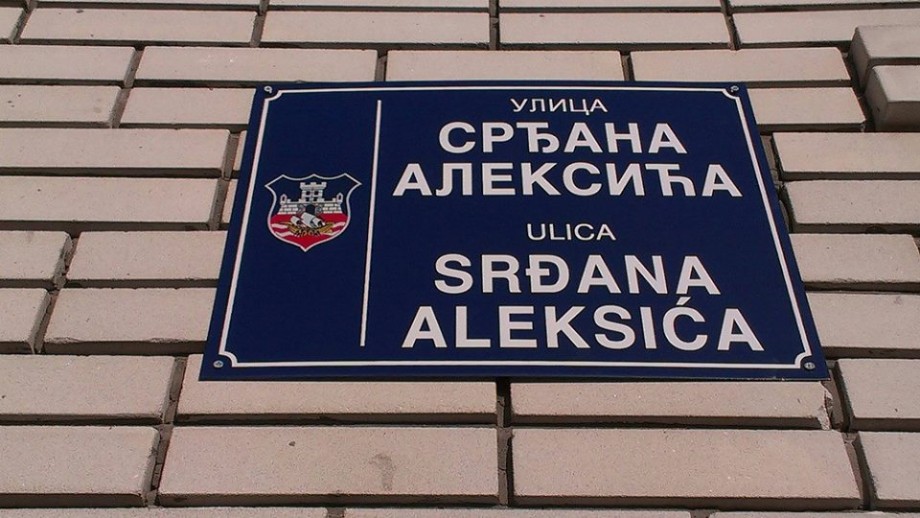 УЛИЦА
СРЂАНА
АЛЕКСИЋА
ULICA
SRĐANA
ALEKSIĆA